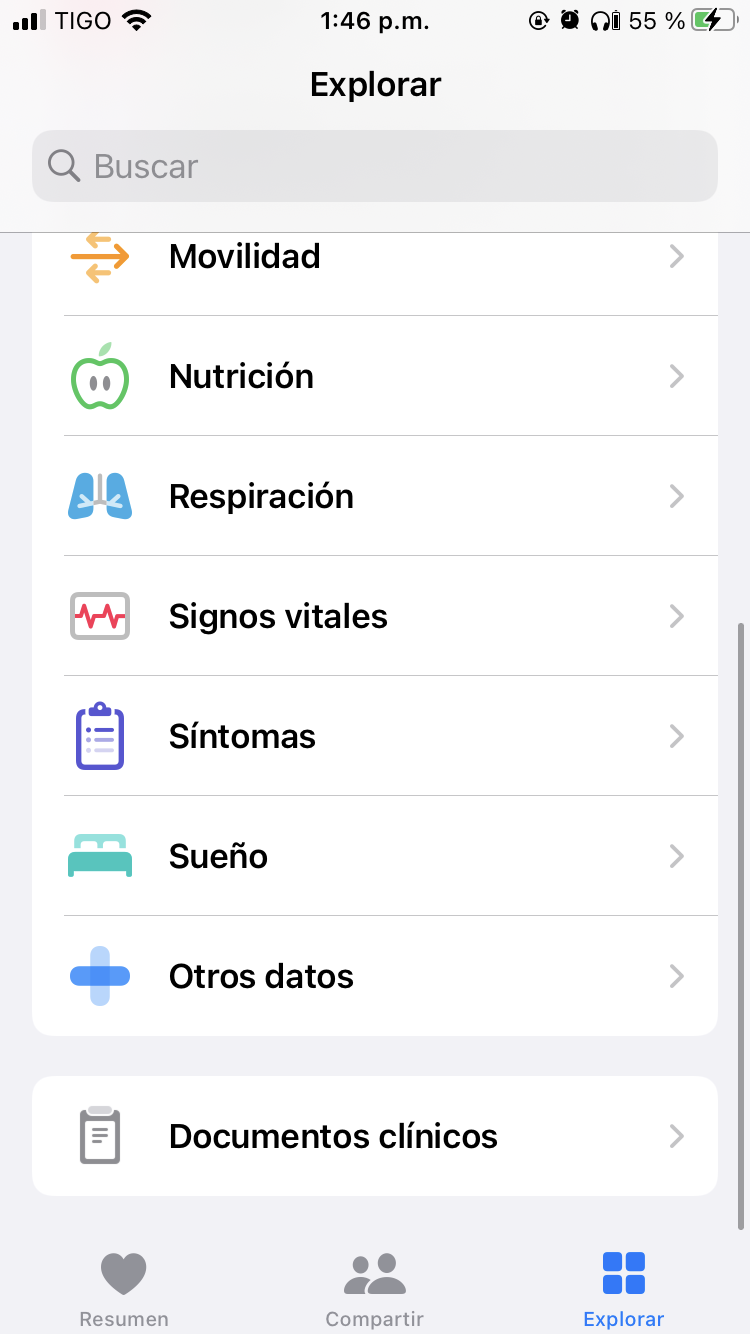 TIGO 1:46 p.m. 55 %
Explorar
Buscar
Movilidad
Nutrición
Respiración
Signos vitales
Síntomas
Sueño
Otros datos
Documentos clínicos
Resumen Compartir Explorar